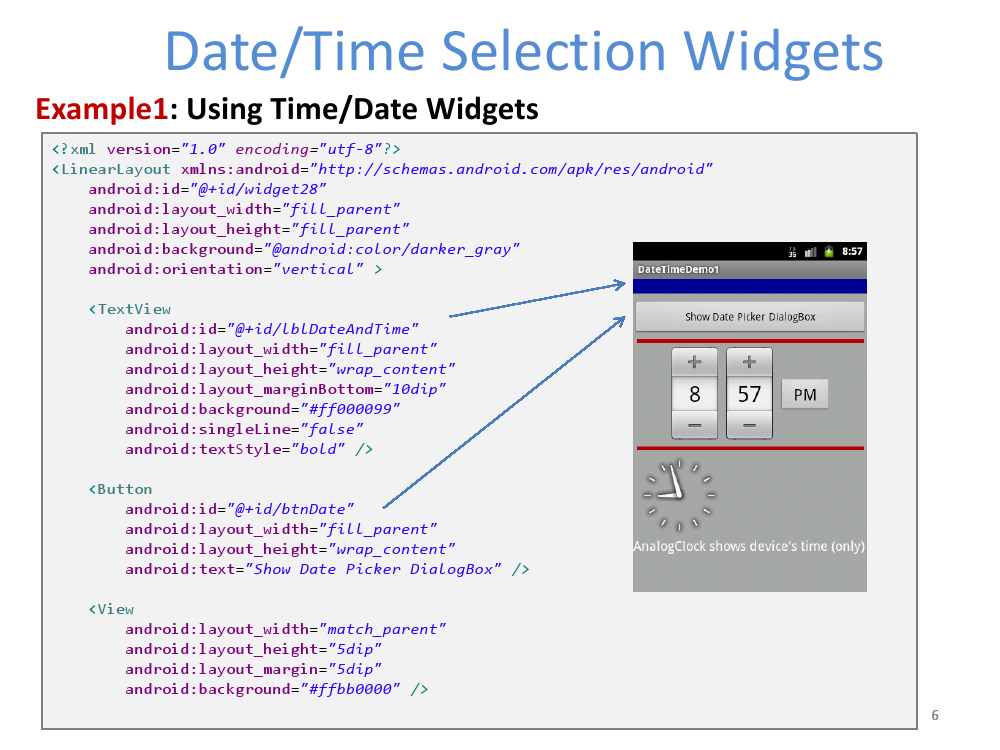 Date/Time Selection Widgets
Example1: Using Time/Date Widgets
<?xml version="1.0" encoding="utf-8"?>
<LinearLayout xmlns:android="http://schemas.android.com/apk/res/android"
android:id="@+id/widget28"
android:layout_width="fill_parent"
android:layout_height="fill_parent"
android:background="@android:color/darker_gray"
android:orientation="vertical" >
<TextView
android:id="@+id/lblDateAndTime"
android:layout_width="fill_parent"
android:layout_height="wrap_content"
android:layout_marginBottom="10dip"
android:background="#ff000099"
android:singleLine="false"
android:textStyle="bold" />
<Button
android:id="@+id/btnDate"
android:layout_width="fill_parent"
android:layout_height="wrap_content"
android:text="Show Date Picker DialogBox" />
<View
android:layout_width="match_parent"
android:layout_height="5dip"
android:layout_margin="5dip"
android:background="#ffbb0000" />
8:57
DateTimeDemo1
Show Date Picker DialogBox
+ +
8 57 PM
− −
AnalogClock shows device's time (only)
6